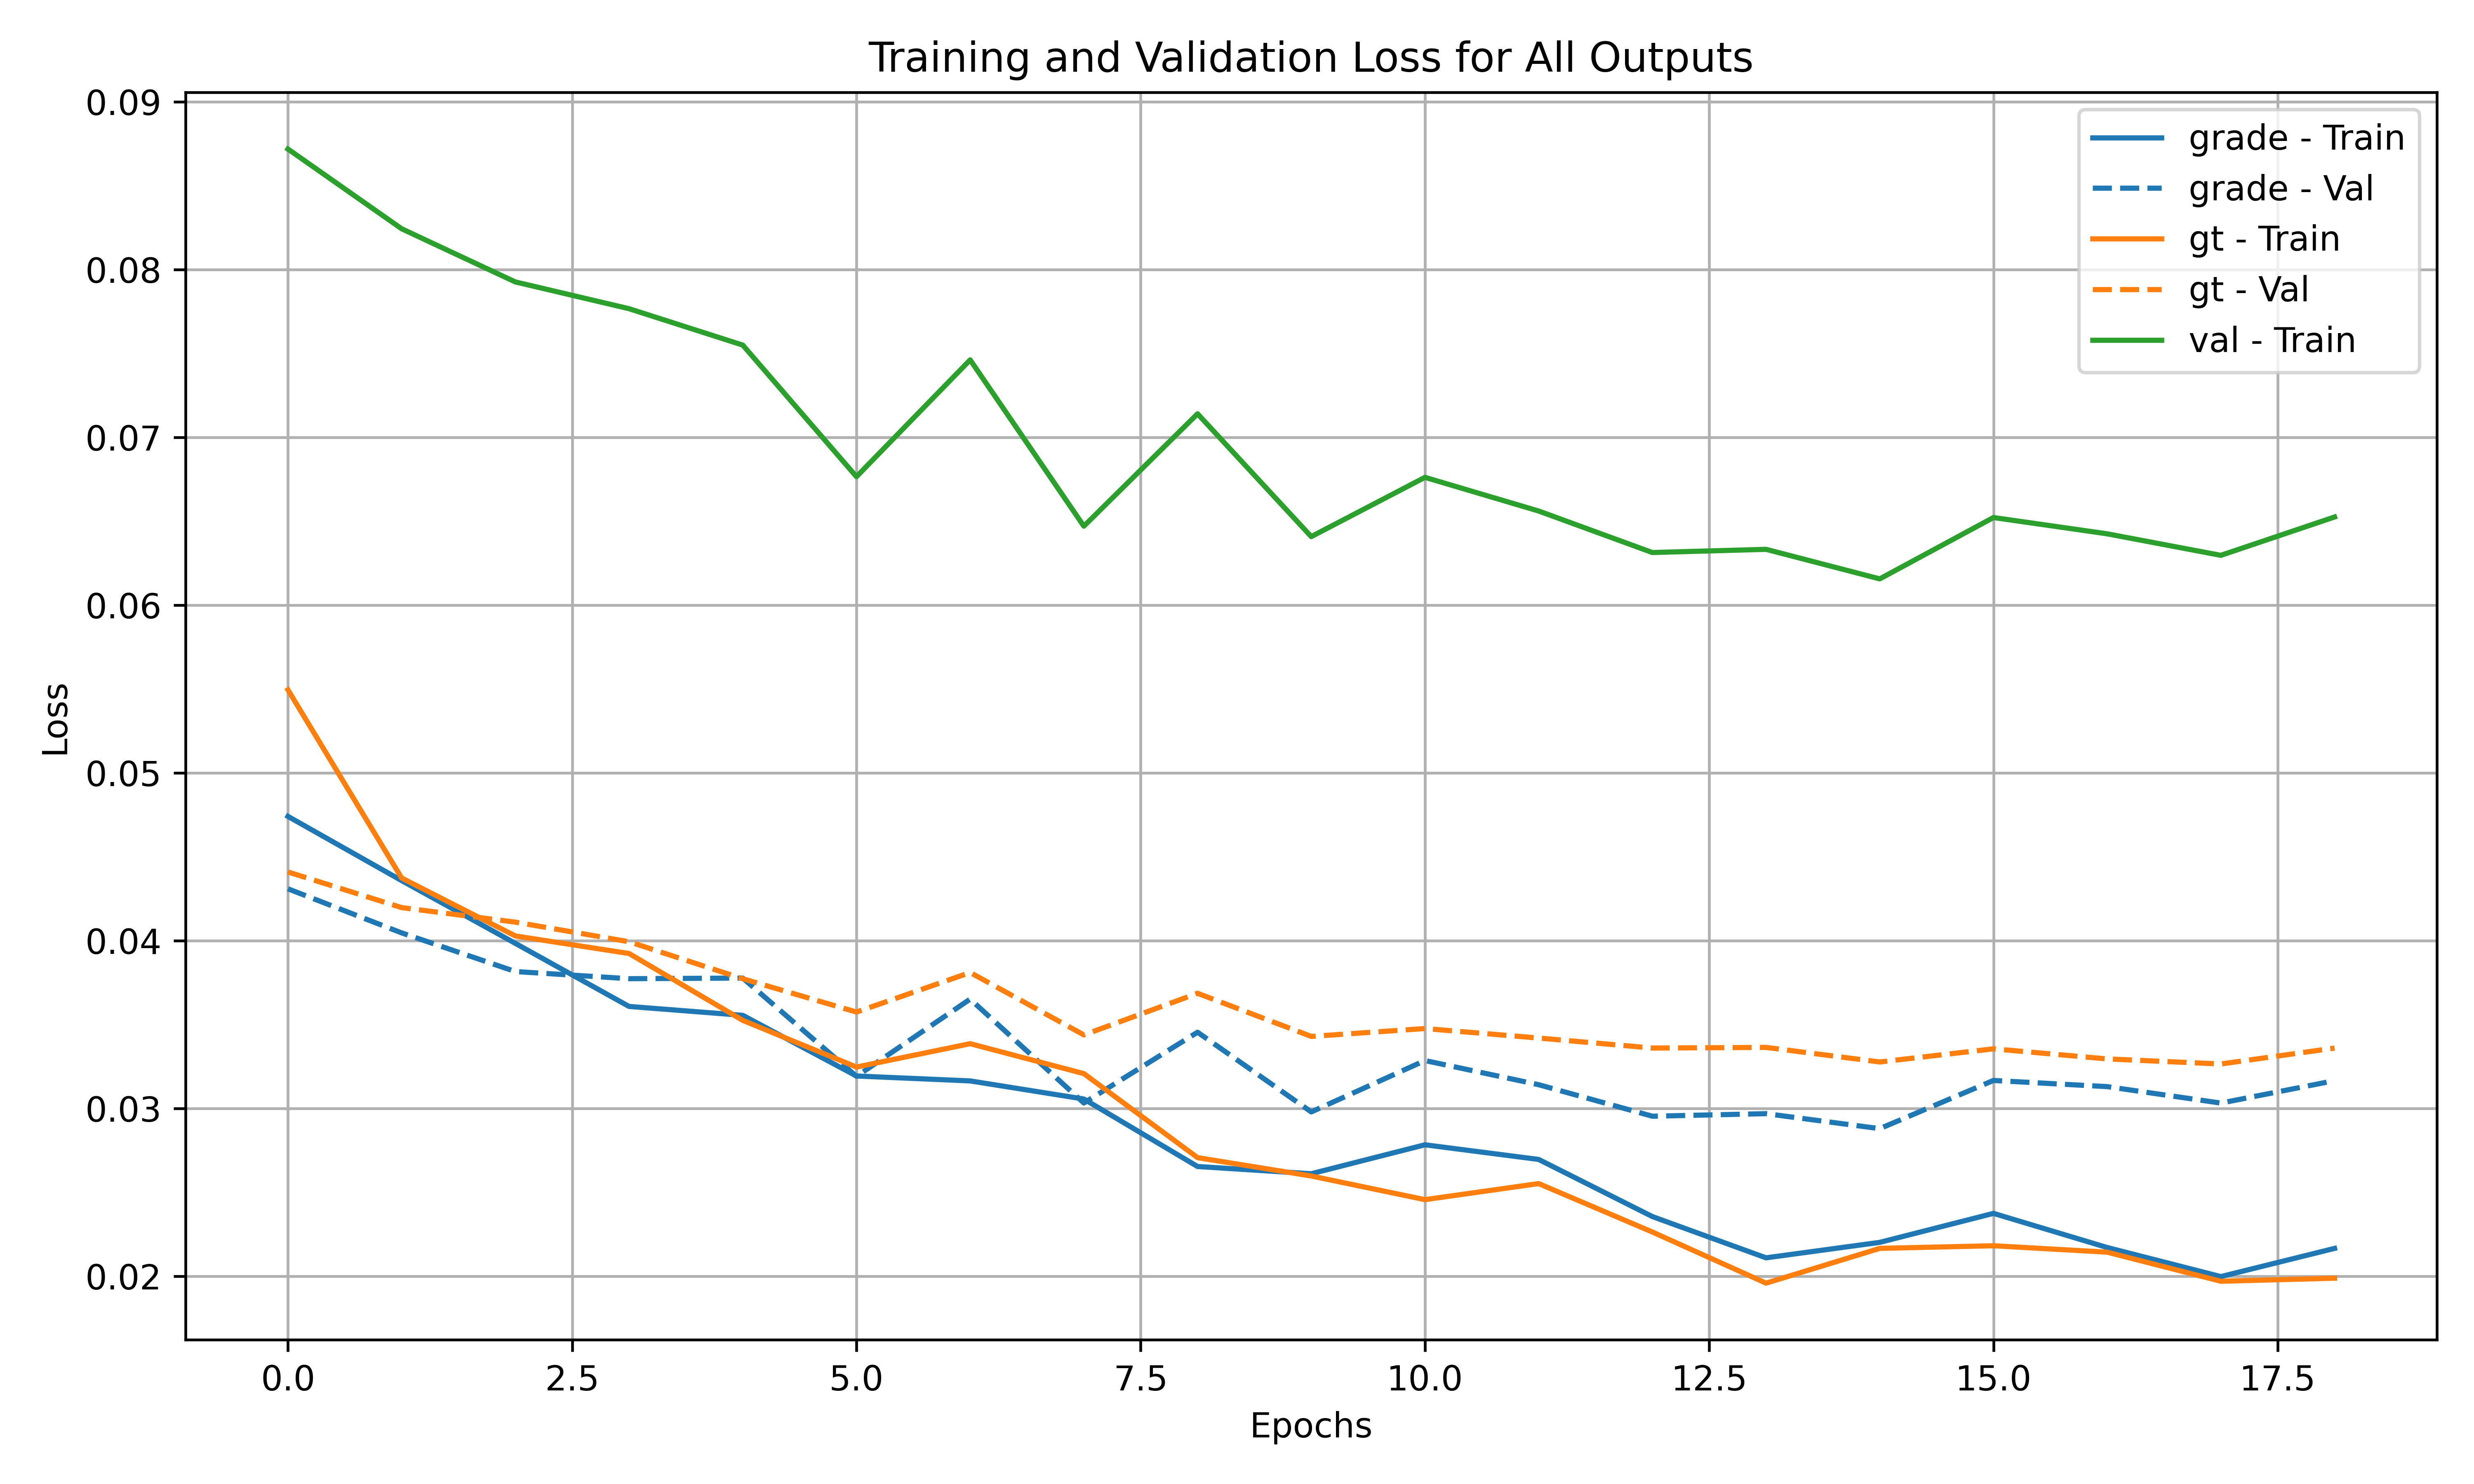 Training and Validation Loss for All Outputs
0.09
0.08
0.07
0.06
0.05
0.04
0.03
0.02
Loss
grade - Train
grade - Val
gt - Train
gt - Val
val - Train
0.0 2.5 5.0 7.5 10.0 12.5 15.0 17.5
Epochs